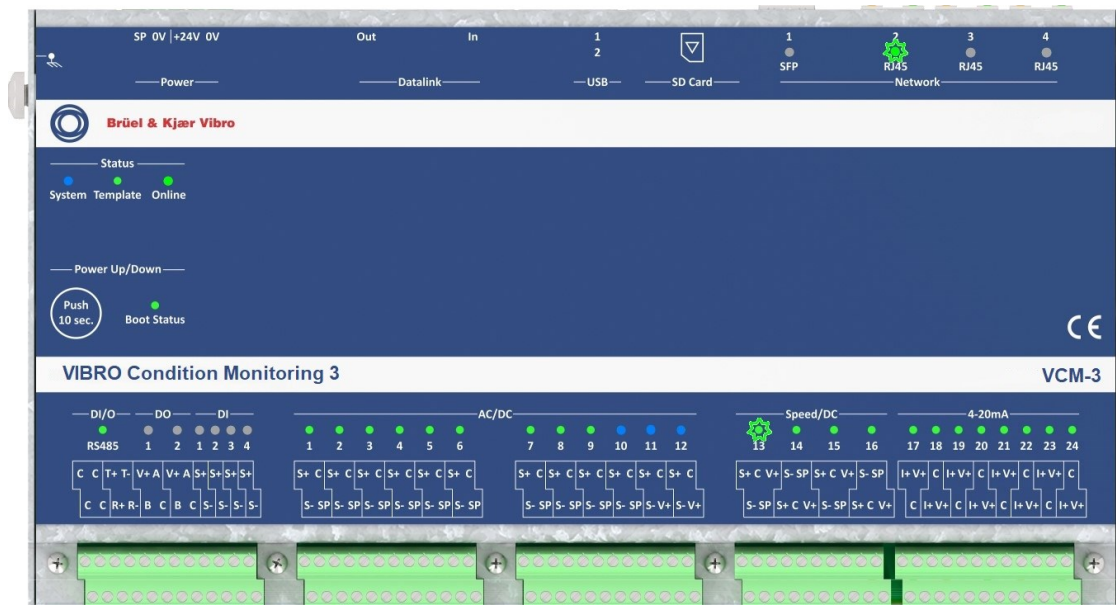 SP 0V +24V 0V
Out In
1
2
1 2 3 4
SFP RJ45 RJ45 RJ45
Power Datalink USB SD Card Network
Brüel & Kjær Vibro
Status
System Template Online
Power Up/Down
Push
10 sec.
Boot Status
CE
VIBRO Condition Monitoring 3 VCM-3
DI/O DO DI AC/DC Speed/DC 4-20mA
RS485 1 2 1 2 3 4 1 2 3 4 5 6 7 8 9 10 11 12 13 14 15 16 17 18 19 20 21 22 23 24
C C T+ T- V+ A V+ A S+ S+ S+ S+ S+ C S+ C S+ C S+ C S+ C S+ C S+ C S+ C S+ C S+ C S+ C S+ C S+ C V+ S- SP S+ C V+ S- SP I+ V+ C I+ V+ C I+ V+ C I+ V+ C
C C R+ R- B C B C S- S- S- S- S- SP S- SP S- SP S- SP S- SP S- SP S- SP S- SP S- SP S- SP S- V+ S- V+ S- SP S+ C V+ S- SP S+ C V+ C I+ V+ C I+ V+ C I+ V+ C I+ V+